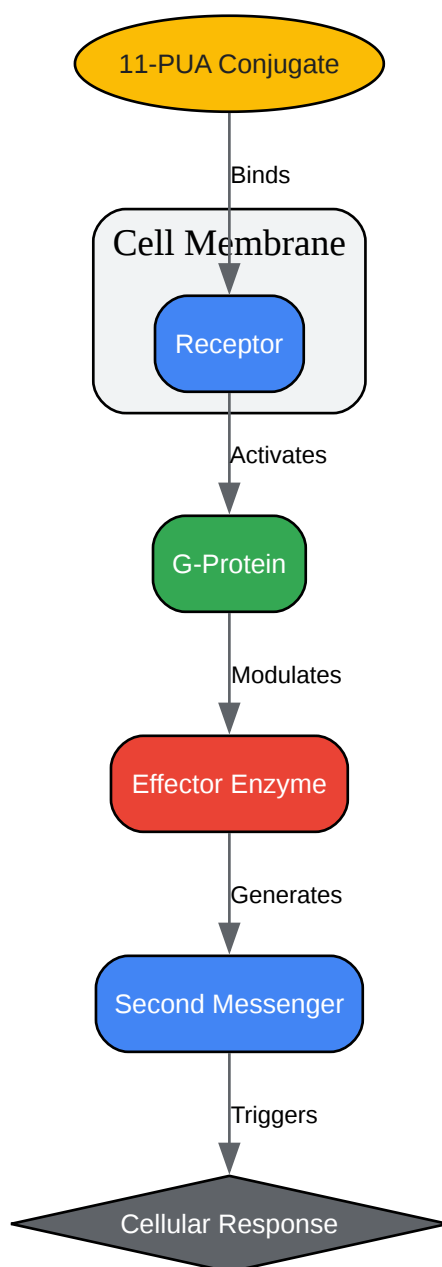 11-PUA Conjugate
Binds
Cell Membrane
Receptor
Activates
G-Protein
Modulates
Effector Enzyme
Generates
Second Messenger
Triggers
Cellular Response